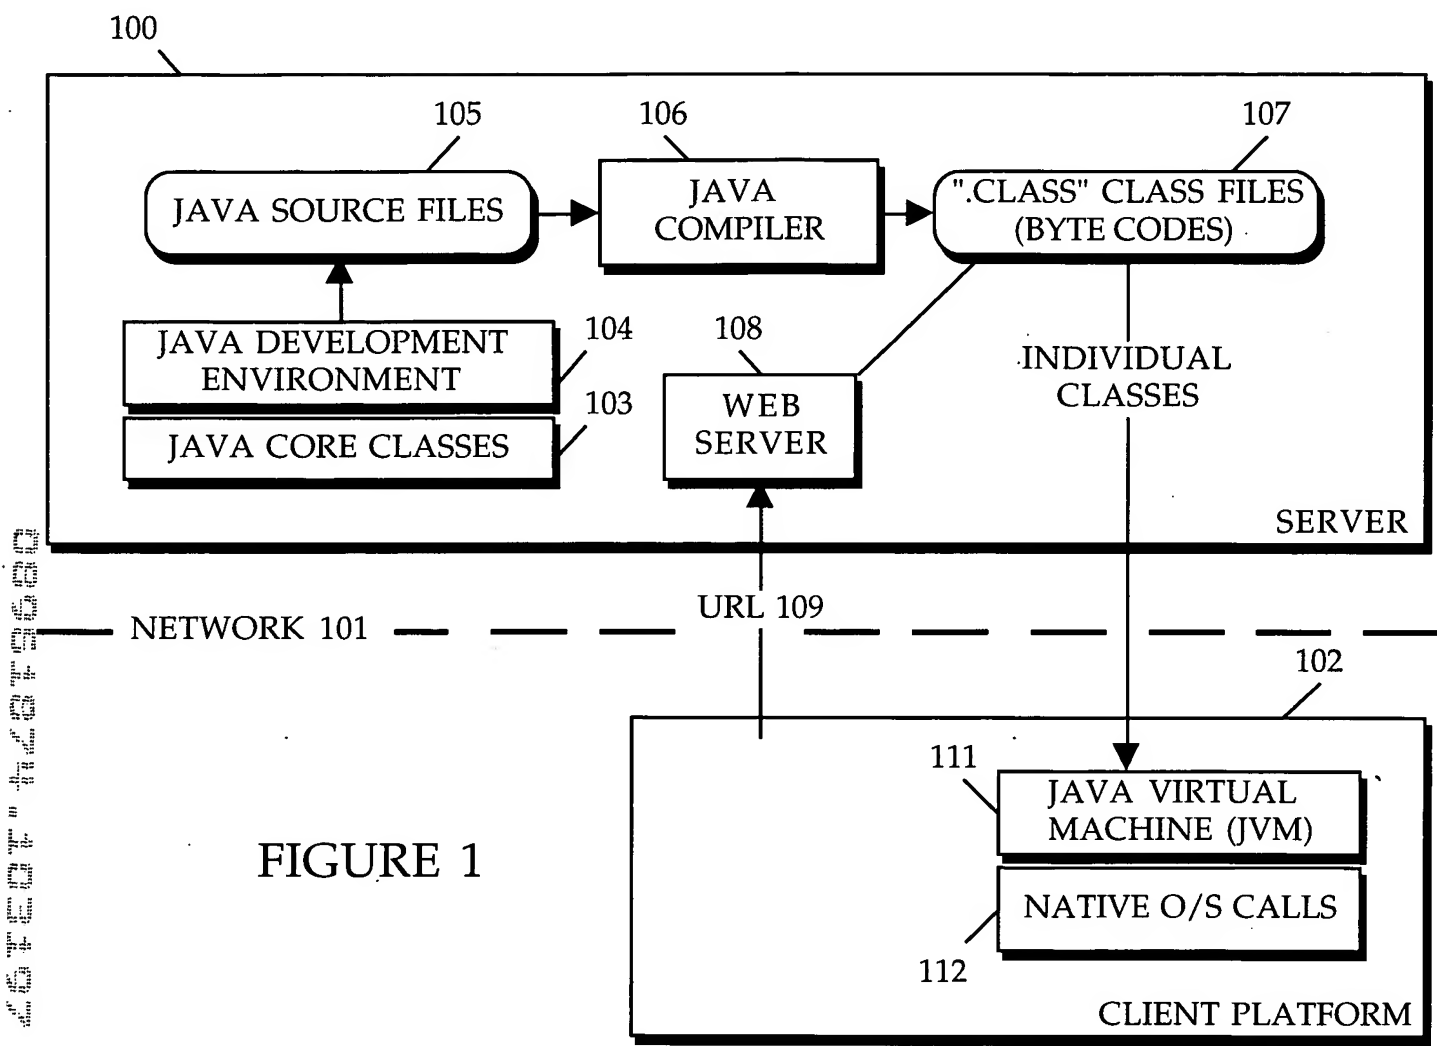 100
105
106
107
JAVA SOURCE FILES
JAVA
COMPILER
".CLASS" CLASS FILES
(BYTE CODES)
JAVA DEVELOPMENT
ENVIRONMENT
104
103
JAVA CORE CLASSES
108
WEB
SERVER
INDIVIDUAL
CLASSES
SERVER
URL 109
NETWORK 101
102
111
JAVA VIRTUAL
MACHINE (JVM)
NATIVE O/S CALLS
112
CLIENT PLATFORM
FIGURE 1